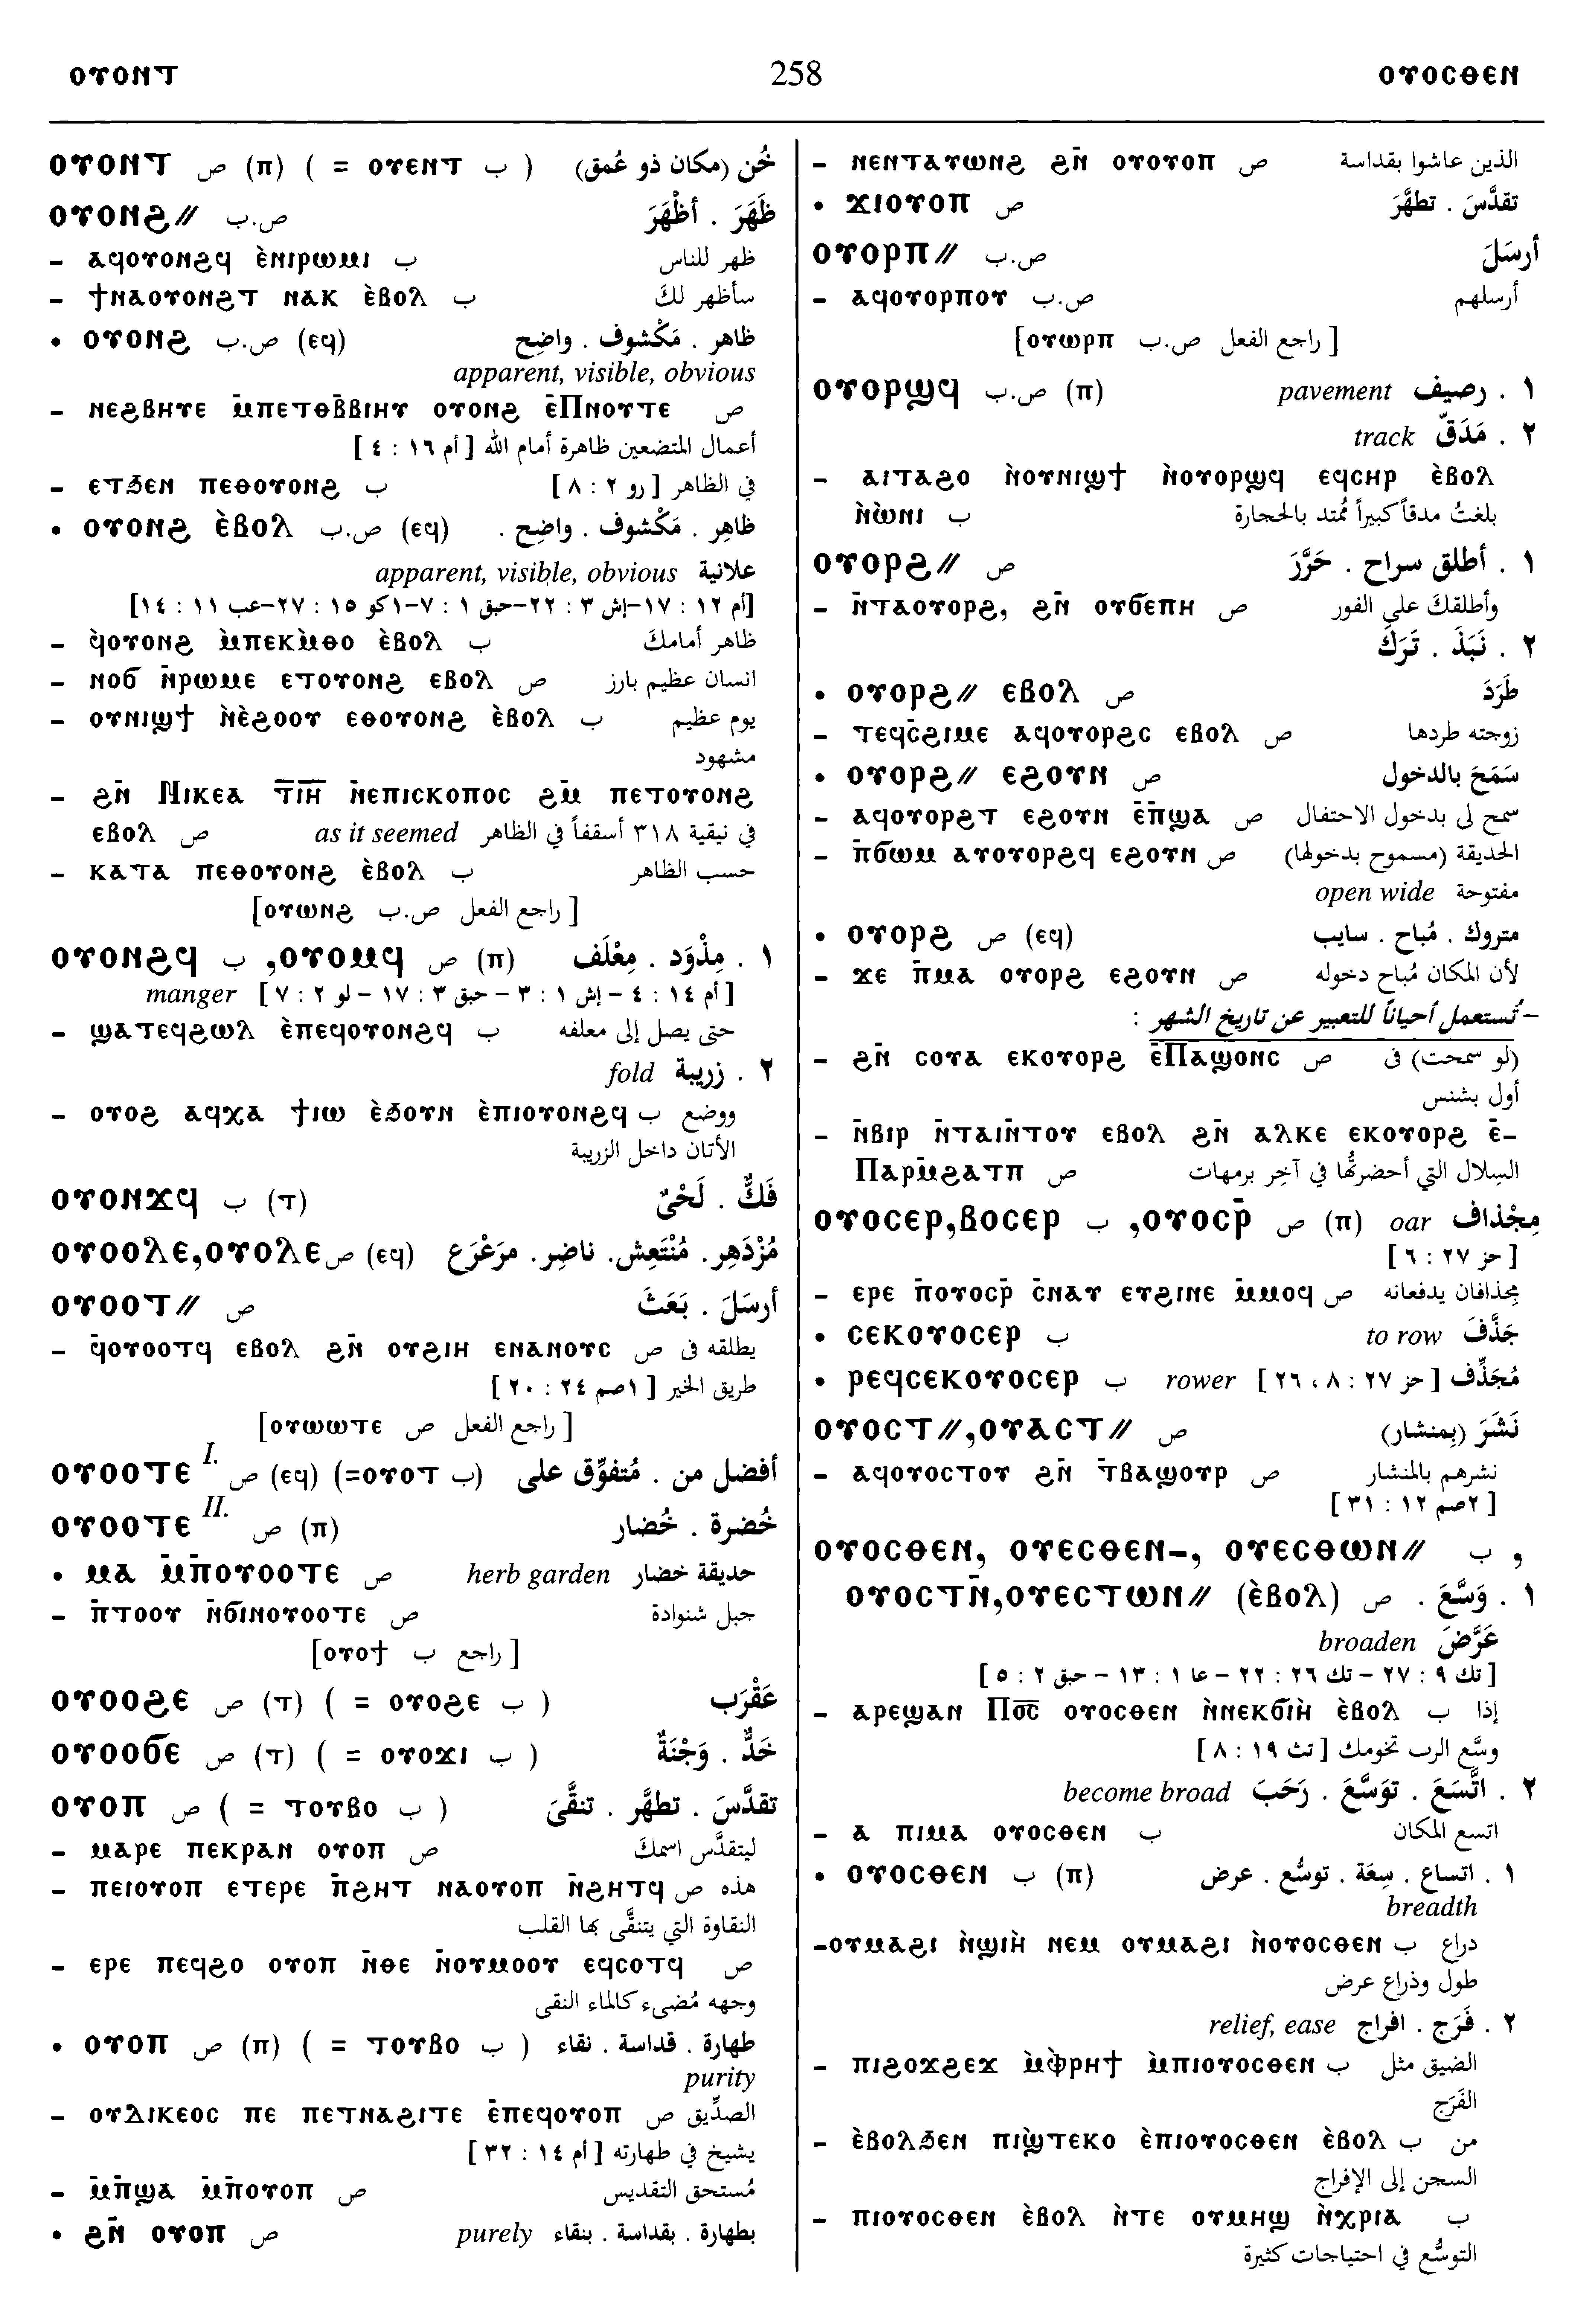 ⲟⲩⲟⲛⲧ 258 ⲟⲩⲟⲥⲑⲉⲛ
ⲟⲩⲟⲛⲧ ص (ⲡ) ( = ⲟⲩⲉⲛⲧ ب ) خُن (مكان ذو عُمق)
ⲟⲩⲟⲛϩ// ص.ب ظَهَرَ . أظْهَرَ
– ⲁϥⲟⲩⲟⲛϩϥ ⲉ̀ⲛⲓⲣⲱⲙⲓ ب ظهر للناس
– ϯⲛⲁⲟⲩⲟⲛϩⲧ ⲛⲁⲕ ⲉ̀ⲃⲟⲗ ب سأظهر لك
• ⲟⲩⲟⲛϩ ص.ب (ⲉϥ) ظاهر . مَكْشوف . واضِح
apparent, visible, obvious
– ⲛⲉϩⲃⲏⲩⲉ ⲙ̄ⲡⲉⲧⲑⲃ̄ⲃⲓⲏⲩ ⲟⲩⲟⲛϩ ⲉ̄Ⲡⲛⲟⲩⲧⲉ ص
أعمال المتضعين ظاهرة أمام الله [ أم ١٦ : ٤ ]
– ⲉⲧϧⲉⲛ ⲡⲉⲑⲟⲩⲟⲛϩ ب في الظاهر [ رو ٢ : ٨ ]
• ⲟⲩⲟⲛϩ ⲉ̀ⲃⲟⲗ ص.ب (ⲉϥ) ظاهِر . مَكْشوف . واضِح .
علانية apparent, visible, obvious
[أم ١٢ : ١٧–إش ٣ : ٢٢–حبق ١ : ٧–١كو ١٥ : ٢٧–عب ١١ : ١٤]
– ϥ̀ⲟⲩⲟⲛϩ ⲙ̀ⲡⲉⲕⲙ̀ⲑⲟ ⲉ̀ⲃⲟⲗ ب ظاهر أمامك
– ⲛⲟϭ ⲛ̄ⲣⲱⲙⲉ ⲉⲧⲟⲩⲟⲛϩ ⲉⲃⲟⲗ ص انسان عظيم بارز
– ⲟⲩⲛⲓϣϯ ⲛ̀ⲉ̀ϩⲟⲟⲩ ⲉⲑⲟⲩⲟⲛϩ ⲉ̀ⲃⲟⲗ ب يوم عظيم
مشهود
– ϩⲛ̄ Ⲛⲓⲕⲉⲁ ⲧ̅ⲓ̅ⲏ̅ ⲛ̄ⲉⲡⲓⲥⲕⲟⲡⲟⲥ ϩⲙ̄ ⲡⲉⲧⲟⲩⲟⲛϩ
ⲉⲃⲟⲗ ص as it seemed في نيقية ٣١٨ أسقفاً في الظاهر
– ⲕⲁⲧⲁ ⲡⲉⲑⲟⲩⲟⲛϩ ⲉ̀ⲃⲟⲗ ب حسب الظاهر
[ راجع الفعل ص.ب ⲟⲩⲱⲛϩ]
ⲟⲩⲟⲛϩϥ ب ,ⲟⲩⲟⲙϥ ص (ⲡ) ١ . مِذْوَد . مِعْلَف
manger [ أم ١٤ : ٤ – إش ١ : ٣ – حبق ٣ : ١٧ – لو ٢ : ٧ ]
– ϣⲁⲧⲉϥϩⲱⲗ ⲉ̀ⲡⲉϥⲟⲩⲟⲛϩϥ ب حتى يصل إلى معلفه
٢ . زريبة fold
– ⲟⲩⲟϩ ⲁϥⲭⲁ ϯⲓⲱ ⲉ̀ϧⲟⲩⲛ ⲉ̀ⲡⲓⲟⲩⲟⲛϩϥ ب ووضع
الأتان داخل الزريبة
ⲟⲩⲟⲛϫϥ ب (ⲧ) فَكٌّ . لَحْىٌ
ⲟⲩⲟⲟⲗⲉ,ⲟⲩⲟⲗⲉ ص (ⲉϥ) مُزْدَهِر. مُنْتَعِش. ناضِر. مرَعْرَع
ⲟⲩⲟⲟⲧ// ص أرسَلَ . بَعَثَ
– ϥ̄ⲟⲩⲟⲟⲧϥ ⲉⲃⲟⲗ ϩⲛ̄ ⲟⲩϩⲓⲏ ⲉⲛⲁⲛⲟⲩⲥ ص يطلقه فى
طريق الخير [ ١صم ٢٤ : ٢٠ ]
[ راجع الفعل ص ⲟⲩⲱⲱⲧⲉ]
ⲟⲩⲟⲟⲧⲉ I. ص (ⲉϥ) (=ⲟⲩⲟⲧ ب) أفضل من . مُتفوِّق على
ⲟⲩⲟⲟⲧⲉ II. ص (ⲡ) خُضرة . خُضار
• ⲙⲁ ⲙ̄ⲡ̄ⲟⲩⲟⲟⲧⲉ ص herb garden حديقة خضار
– ⲡ̄ⲧⲟⲟⲩ ⲛ̄ϭⲓⲛⲟⲩⲟⲟⲧⲉ ص جبل شنوادة
[ راجع ب ⲟⲩⲟϯ]
ⲟⲩⲟⲟϩⲉ ص (ⲧ) ( = ⲟⲩⲟϩⲉ ب ) عَقْرَب
ⲟⲩⲟⲟϭⲉ ص (ⲧ) ( = ⲟⲩⲟϫⲓ ب ) خَدٌّ . وَجْنَةٌ
ⲟⲩⲟⲡ ص ( = ⲧⲟⲩⲃⲟ ب ) تقدَّسَ . تطهَّر . تنقَّىَ
– ⲙⲁⲣⲉ ⲡⲉⲕⲣⲁⲛ ⲟⲩⲟⲡ ص ليتقدَّس اسمك
– ⲡⲉⲓⲟⲩⲟⲡ ⲉⲧⲉⲣⲉ ⲡ̄ϩⲏⲧ ⲛⲁⲟⲩⲟⲡ ⲛ̄ϩⲏⲧϥ ص هذه
النقاوة التي يتنقَّى بها القلب
– ⲉⲣⲉ ⲡⲉϥϩⲟ ⲟⲩⲟⲡ ⲛ̄ⲑⲉ ⲛ̄ⲟⲩⲙⲟⲟⲩ ⲉϥⲥⲟⲧϥ ص
وجهه مُضىء كالماء النقى
• ⲟⲩⲟⲡ ص (ⲡ) ( = ⲧⲟⲩⲃⲟ ب ) طهارة . قداسة . نقاء
purity
– ⲟⲩⲇⲓⲕⲉⲟⲥ ⲡⲉ ⲡⲉⲧⲛⲁϩⲓⲧⲉ ⲉ̄ⲡⲉϥⲟⲩⲟⲡ ص الصدِّيق
يشيخ في طهارته [ أم ١٤ : ٣٢ ]
– ⲙ̄ⲡ̄ϣⲁ ⲙ̄ⲡ̄ⲟⲩⲟⲡ ص مُستحق التقديس
• ϩⲛ̄ ⲟⲩⲟⲡ ص purely بطهارة . بقداسة . بنقاء
– ⲛⲉⲛⲧⲁⲩⲱⲛϩ ϩⲛ̄ ⲟⲩⲟⲩⲟⲡ ص الذين عاشوا بقداسة
• ϫⲓⲟⲩⲟⲡ ص تقدَّسَ . تطهَّرَ
ⲟⲩⲟⲣⲡ// ص.ب أرسَلَ
– ⲁϥⲟⲩⲟⲣⲡⲟⲩ ص.ب أرسلهم
[ راجع الفعل ص.ب ⲟⲩⲱⲣⲡ]
ⲟⲩⲟⲣϣϥ ص.ب (ⲡ) ١ . رصيف pavement
٢ . مَدَقّ track
– ⲁⲓⲧⲁϩⲟ ⲛ̀ⲟⲩⲛⲓϣϯ ⲛ̀ⲟⲩⲟⲣϣϥ ⲉϥⲥⲏⲣ ⲉ̀ⲃⲟⲗ
ⲛ̀ⲱ̀ⲛⲓ ب بلغتُ مدقاً كبيراً مُمتد بالحجارة
ⲟⲩⲟⲣϩ// ص ١ . أطلق سراح . حَرَّرَ
– ⲛ̄ⲧⲁⲟⲩⲟⲣϩ, ϩⲛ̄ ⲟⲩϭⲉⲡⲏ ص وأطلقك على الفور
٢ . نَبَذَ . تَرَكَ
• ⲟⲩⲟⲣϩ// ⲉⲃⲟⲗ ص طَرَدَ
– ⲧⲉϥⲥ̄ϩⲓⲙⲉ ⲁϥⲟⲩⲟⲣϩⲥ ⲉⲃⲟⲗ ص زوجته طردها
• ⲟⲩⲟⲣϩ// ⲉϩⲟⲩⲛ ص سَمَحَ بالدخول
– ⲁϥⲟⲩⲟⲣϩⲧ ⲉϩⲟⲩⲛ ⲉ̄ⲡ̄ϣⲁ ص سمح لى بدخول الاحتفال
– ⲡ̄ϭⲱⲙ ⲁⲩⲟⲩⲟⲣϩϥ ⲉϩⲟⲩⲛ ص الحديقة (مسموح بدخولها)
مفتوحة open wide
• ⲟⲩⲟⲣϩ ص (ⲉϥ) متروك . مُباح . سايب
– ϫⲉ ⲡ̄ⲙⲁ ⲟⲩⲟⲣϩ ⲉϩⲟⲩⲛ ص لأن المكان مُباح دخوله
–تُستعمل أحياناً للتعبير عن تاريخ الشهر :
– ϩⲛ̄ ⲥⲟⲩⲁ ⲉⲕⲟⲩⲟⲣϩ ⲉ̄Ⲡⲁϣⲟⲛⲥ ص (لو سمحت) فى
أول بشنس
– ⲛ̄ⲃⲓⲣ ⲛ̄ⲧⲁⲓⲛ̄ⲧⲟⲩ ⲉⲃⲟⲗ ϩⲛ̄ ⲁⲗⲕⲉ ⲉⲕⲟⲩⲟⲣϩ ⲉ̄-
Ⲡⲁⲣⲙ̄ϩⲁⲧⲡ ص السِلال التي أحضرتُها في آخِر برمهات
ⲟⲩⲟⲥⲉⲣ,ⲃⲟⲥⲉⲣ ب ,ⲟⲩⲟⲥⲣ̄ ص (ⲡ) oar مِجْذاف
[ حز ٢٧ : ٦ ]
– ⲉⲣⲉ ⲡ̄ⲟⲩⲟⲥⲣ̄ ⲥ̄ⲛⲁⲩ ⲉⲩϩⲓⲛⲉ ⲙ̄ⲙⲟϥ ص مِجذافان يدفعانه
• ⲥⲉⲕⲟⲩⲟⲥⲉⲣ ب to row جَذَّفَ
• ⲣⲉϥⲥⲉⲕⲟⲩⲟⲥⲉⲣ ب rower مُجَذِّف [ حز ٢٧ : ٨ ، ٢٦ ]
ⲟⲩⲟⲥⲧ//,ⲟⲩⲁⲥⲧ// ص نَشَرَ (بِمنشار)
– ⲁϥⲟⲩⲟⲥⲧⲟⲩ ϩⲛ̄ ⲧ̄ⲃⲁϣⲟⲩⲣ ص نشرهم بالمنشار
[ ٢صم ١٢ : ٣١ ]
ⲟⲩⲟⲥⲑⲉⲛ, ⲟⲩⲉⲥⲑⲉⲛ-, ⲟⲩⲉⲥⲑⲱⲛ// ب ,
ⲟⲩⲟⲥⲧⲛ̄,ⲟⲩⲉⲥⲧⲱⲛ// (ⲉ̀ⲃⲟⲗ) ص ١ . وَسَّعَ .
عَرَّضَ broaden
[ تك ٩ : ٢٧ – تك ٢٦ : ٢٢ – عا ١ : ١٣ – حبق ٢ : ٥ ]
– ⲁⲣⲉϣⲁⲛ Ⲡⲟ̅ⲥ̅ ⲟⲩⲟⲥⲑⲉⲛ ⲛ̀ⲛⲉⲕϭⲓⲏ̀ ⲉ̀ⲃⲟⲗ ب إذا
وسَّع الرب تخومك [ تث ١٩ : ٨ ]
٢ . اتَّسَعَ . توَسَّعَ . رَحَبَ become broad
– ⲁ ⲡⲓⲙⲁ ⲟⲩⲟⲥⲑⲉⲛ ب اتسع المكان
• ⲟⲩⲟⲥⲑⲉⲛ ب (ⲡ) ١ . اتساع . سِعَة . توسُّع . عرض
breadth
–ⲟⲩⲙⲁϩⲓ ⲛ̀ϣⲓⲏ̀ ⲛⲉⲙ ⲟⲩⲙⲁϩⲓ ⲛ̀ⲟⲩⲟⲥⲑⲉⲛ ب دراع
طول وذراع عرض
٢ . فَرَج . افراج relief, ease
– ⲡⲓϩⲟϫϩⲉϫ ⲙ̀ⲫ̀ⲣⲏϯ ⲙ̀ⲡⲓⲟⲩⲟⲥⲑⲉⲛ ب الضيق مثل
الفَرَج
– ⲉ̀ⲃⲟⲗϧⲉⲛ ⲡⲓϣ̀ⲧⲉⲕⲟ ⲉ̀ⲡⲓⲟⲩⲟⲥⲑⲉⲛ ⲉ̀ⲃⲟⲗ ب من
السجن إلى الإفراج
– ⲡⲓⲟⲩⲟⲥⲑⲉⲛ ⲉ̀ⲃⲟⲗ ⲛ̀ⲧⲉ ⲟⲩⲙⲏϣ ⲛ̀ⲭⲣⲓⲁ ب
التوسُّع في احتياجات كثيرة